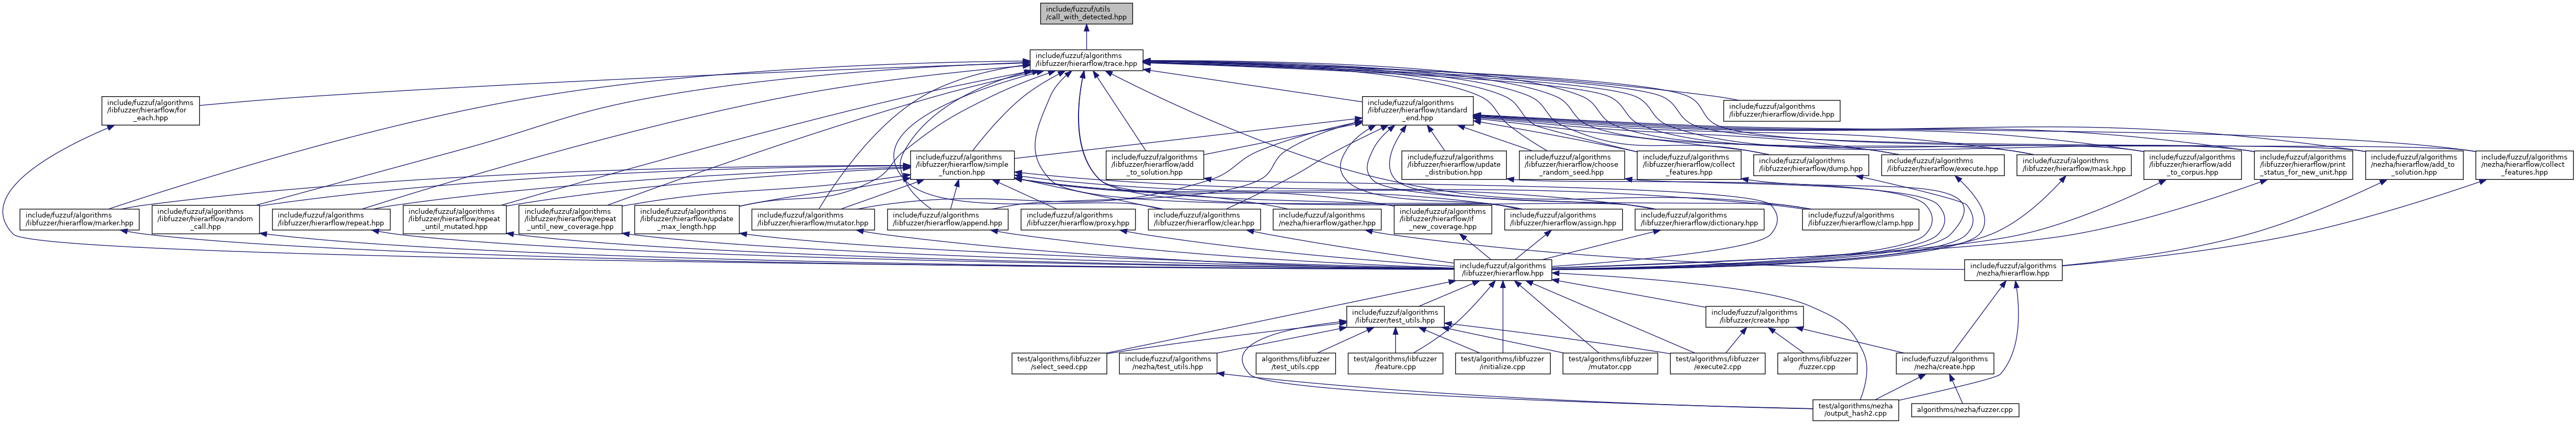 include/fuzzuf/utils
/call_with_detected.hpp
include/fuzzuf/algorithms
/libfuzzer/hierarflow/trace.hpp
include/fuzzuf/algorithms
/libfuzzer/hierarflow/for
_each.hpp
include/fuzzuf/algorithms
/libfuzzer/hierarflow/standard
_end.hpp
include/fuzzuf/algorithms
/libfuzzer/hierarflow/divide.hpp
include/fuzzuf/algorithms
/libfuzzer/hierarflow/simple
_function.hpp
include/fuzzuf/algorithms
/libfuzzer/hierarflow/add
_to_solution.hpp
include/fuzzuf/algorithms
/libfuzzer/hierarflow/update
_distribution.hpp
include/fuzzuf/algorithms
/libfuzzer/hierarflow/choose
_random_seed.hpp
include/fuzzuf/algorithms
/libfuzzer/hierarflow/collect
_features.hpp
include/fuzzuf/algorithms
/libfuzzer/hierarflow/dump.hpp
include/fuzzuf/algorithms
/libfuzzer/hierarflow/execute.hpp
include/fuzzuf/algorithms
/libfuzzer/hierarflow/mask.hpp
include/fuzzuf/algorithms
/libfuzzer/hierarflow/add
_to_corpus.hpp
include/fuzzuf/algorithms
/libfuzzer/hierarflow/print
_status_for_new_unit.hpp
include/fuzzuf/algorithms
/nezha/hierarflow/add_to
_solution.hpp
include/fuzzuf/algorithms
/nezha/hierarflow/collect
_features.hpp
include/fuzzuf/algorithms
/libfuzzer/hierarflow/marker.hpp
include/fuzzuf/algorithms
/libfuzzer/hierarflow/random
_call.hpp
include/fuzzuf/algorithms
/libfuzzer/hierarflow/repeat.hpp
include/fuzzuf/algorithms
/libfuzzer/hierarflow/repeat
_until_mutated.hpp
include/fuzzuf/algorithms
/libfuzzer/hierarflow/repeat
_until_new_coverage.hpp
include/fuzzuf/algorithms
/libfuzzer/hierarflow/update
_max_length.hpp
include/fuzzuf/algorithms
/libfuzzer/hierarflow/mutator.hpp
include/fuzzuf/algorithms
/libfuzzer/hierarflow/append.hpp
include/fuzzuf/algorithms
/libfuzzer/hierarflow/proxy.hpp
include/fuzzuf/algorithms
/libfuzzer/hierarflow/clear.hpp
include/fuzzuf/algorithms
/nezha/hierarflow/gather.hpp
include/fuzzuf/algorithms
/libfuzzer/hierarflow/if
_new_coverage.hpp
include/fuzzuf/algorithms
/libfuzzer/hierarflow/assign.hpp
include/fuzzuf/algorithms
/libfuzzer/hierarflow/dictionary.hpp
include/fuzzuf/algorithms
/libfuzzer/hierarflow/clamp.hpp
include/fuzzuf/algorithms
/libfuzzer/hierarflow.hpp
include/fuzzuf/algorithms
/nezha/hierarflow.hpp
include/fuzzuf/algorithms
/libfuzzer/test_utils.hpp
include/fuzzuf/algorithms
/libfuzzer/create.hpp
test/algorithms/libfuzzer
/select_seed.cpp
include/fuzzuf/algorithms
/nezha/test_utils.hpp
algorithms/libfuzzer
/test_utils.cpp
test/algorithms/libfuzzer
/feature.cpp
test/algorithms/libfuzzer
/initialize.cpp
test/algorithms/libfuzzer
/mutator.cpp
test/algorithms/libfuzzer
/execute2.cpp
algorithms/libfuzzer
/fuzzer.cpp
include/fuzzuf/algorithms
/nezha/create.hpp
test/algorithms/nezha
/output_hash2.cpp
algorithms/nezha/fuzzer.cpp